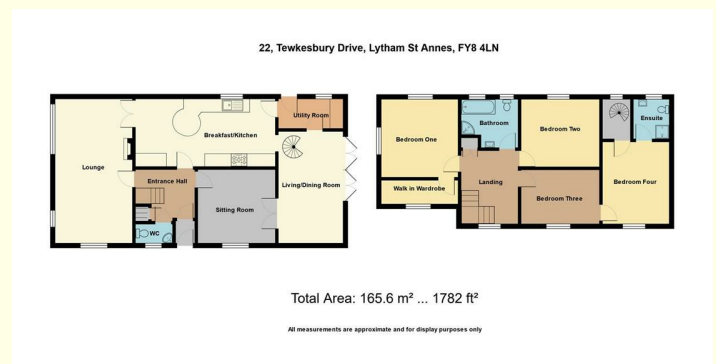 22, Tewkesbury Drive, Lytham St Annes, FY8 4LN
Utility Room
Breakfast/Kitchen
Lounge
Entrance Hall
Living/Dining Room
Sitting Room
WC
Bathroom
Ensuite
Bedroom One
Bedroom Two
Walk in Wardrobe
Landing
Bedroom Four
Bedroom Three
Total Area: 165.6 m² ... 1782 ft²
All measurements are approximate and for display purposes only